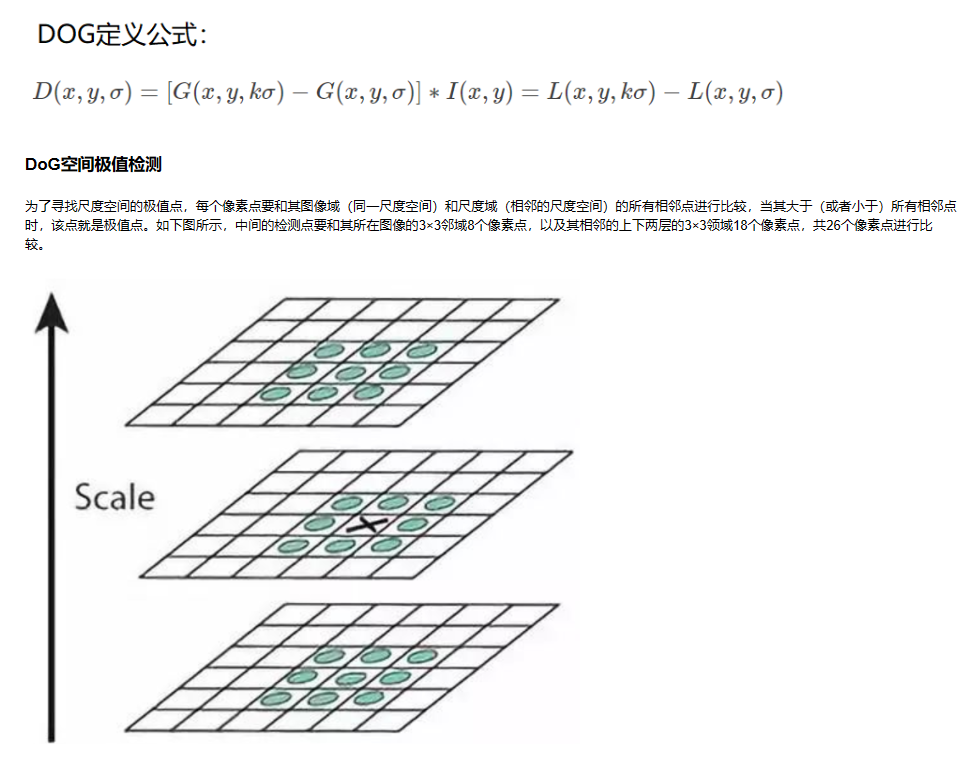 DOG定义公式：
D(x, y, σ) = [G(x, y, kσ) − G(x, y, σ)] ∗ I(x, y) = L(x, y, kσ) − L(x, y, σ)
DoG空间极值检测
为了寻找尺度空间的极值点，每个像素点要和其图像域（同一尺度空间）和尺度域（相邻的尺度空间）的所有相邻点进行比较，当其大于（或者小于）所有相邻点
时，该点就是极值点。如下图所示，中间的检测点要和其所在图像的3×3邻域8个像素点，以及其相邻的上下两层的3×3领域18个像素点，共26个像素点进行比
较。
Scale